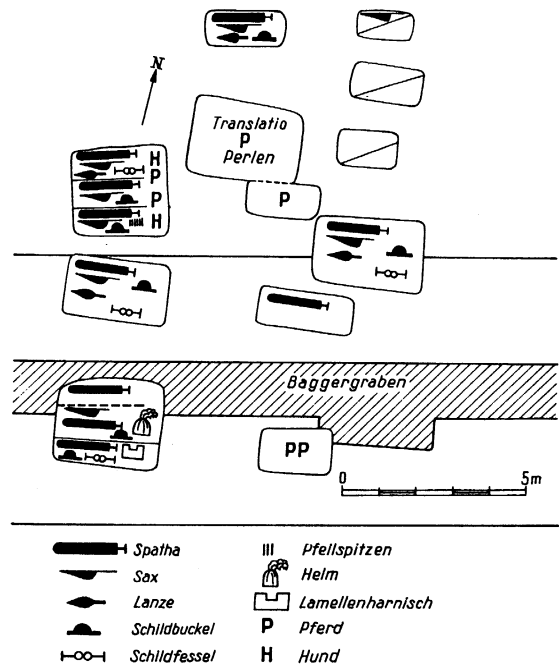 N
Translatio
P
Perlen
P
H
P
P
H
Baggergraben
PP
0 5m
Spatha
Sax
Lanze
Schildbuckel
Schildfessel
Pfeilspitzen
Helm
Lamellenharnisch
P Pferd
H Hund